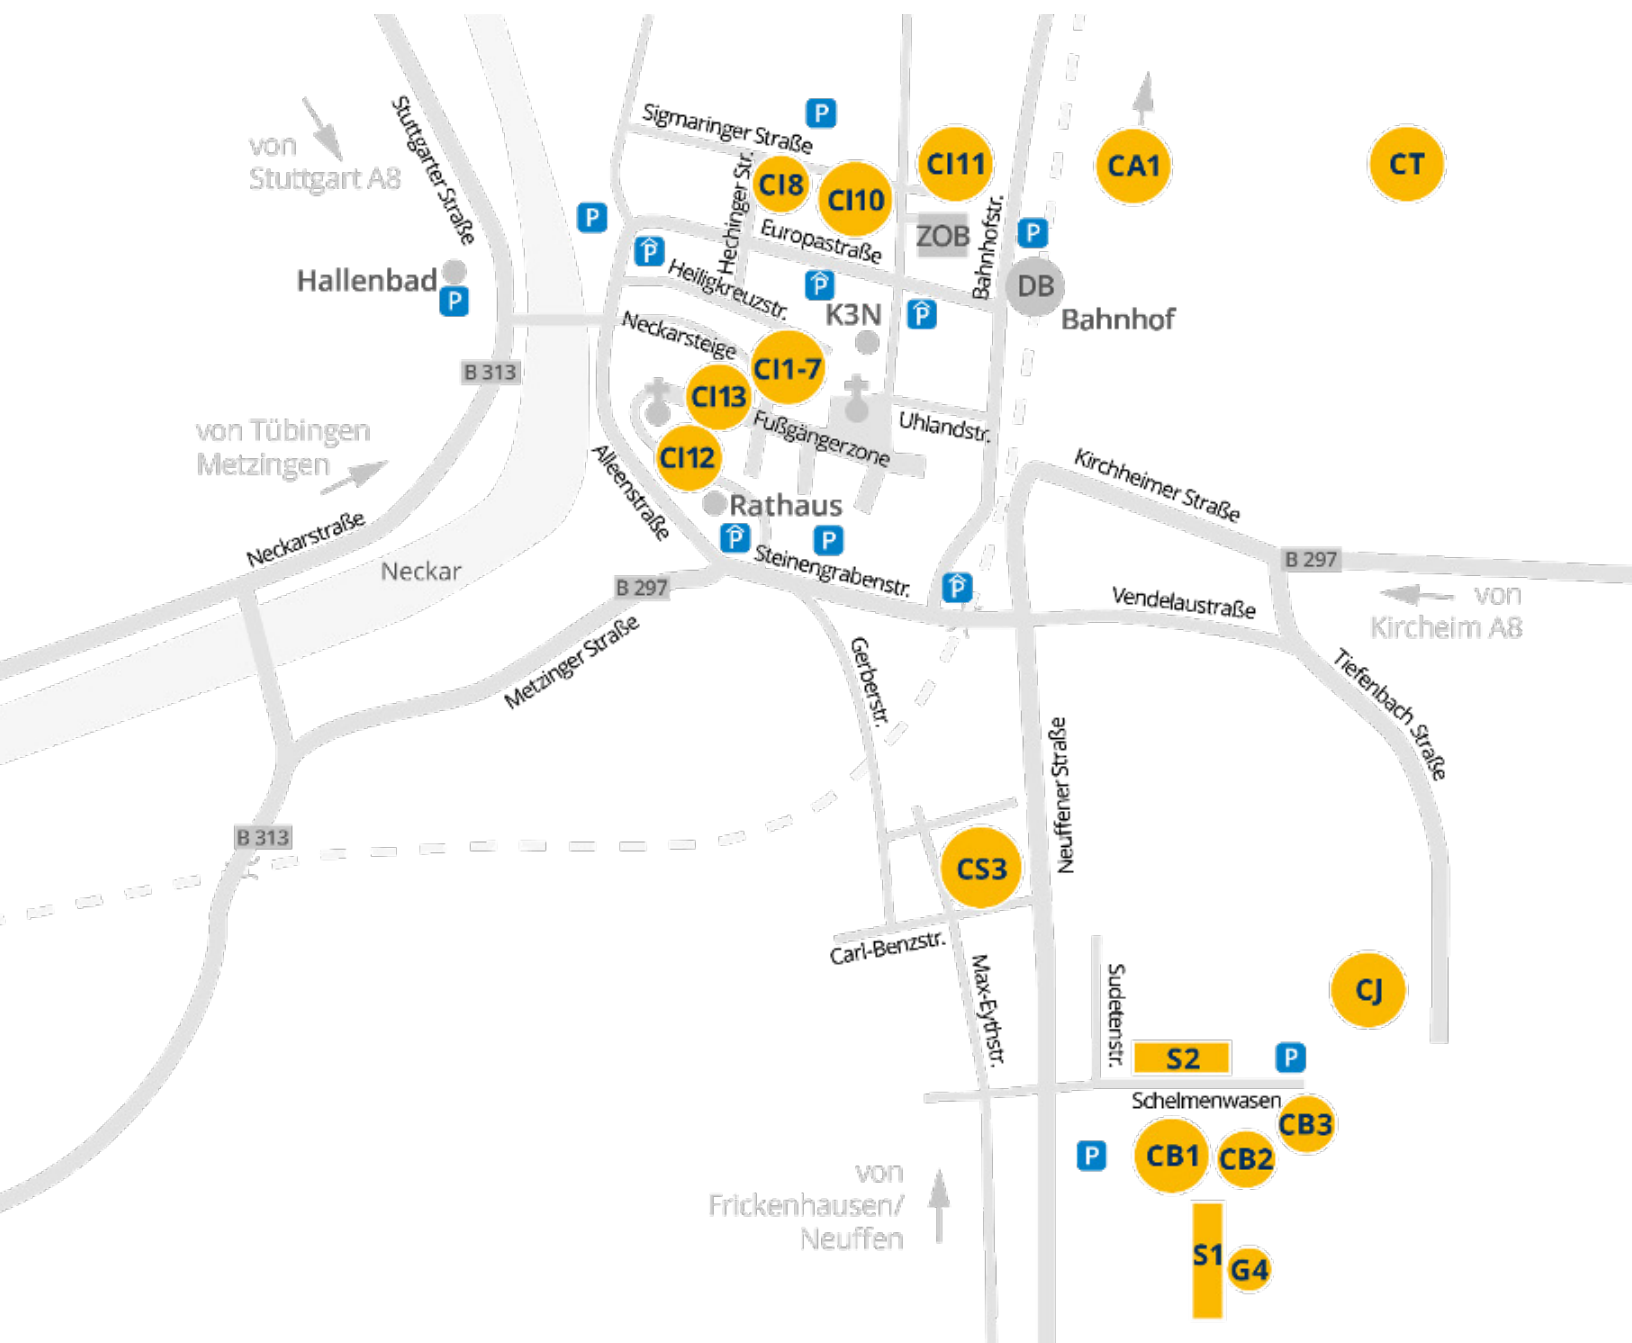 P
Sigmaringer Straße
Stuttgarter Straße
von
Stuttgart A8
Hechinger Str.
CI8
CI10
CI11
CA1
CT
P
P
Europastraße
ZOB
Bahnhofstr.
P
Hallenbad
P
Heiligkreuzstr.
P
K3N
P
DB
Bahnhof
Neckarsteige
B 313
CI1-7
CI13
Fußgängerzone
Uhlandstr.
von Tübingen
Metzingen
CI12
Alleenstraße
Rathaus
Kirchheimer Straße
Neckarstraße
Neckar
P
P
Steinengrabenstr.
P
B 297
B 297
Vendelaustraße
von
Kircheim A8
Metzinger Straße
Gerberstr.
Tiefenbach Straße
Neuffener Straße
B 313
CS3
Carl-Benzstr.
Max-Eythstr.
Sudetenstr.
CJ
S2
P
Schelmenwasen
CB3
P
CB1
CB2
von
Frickenhausen/
Neuffen
S1
G4